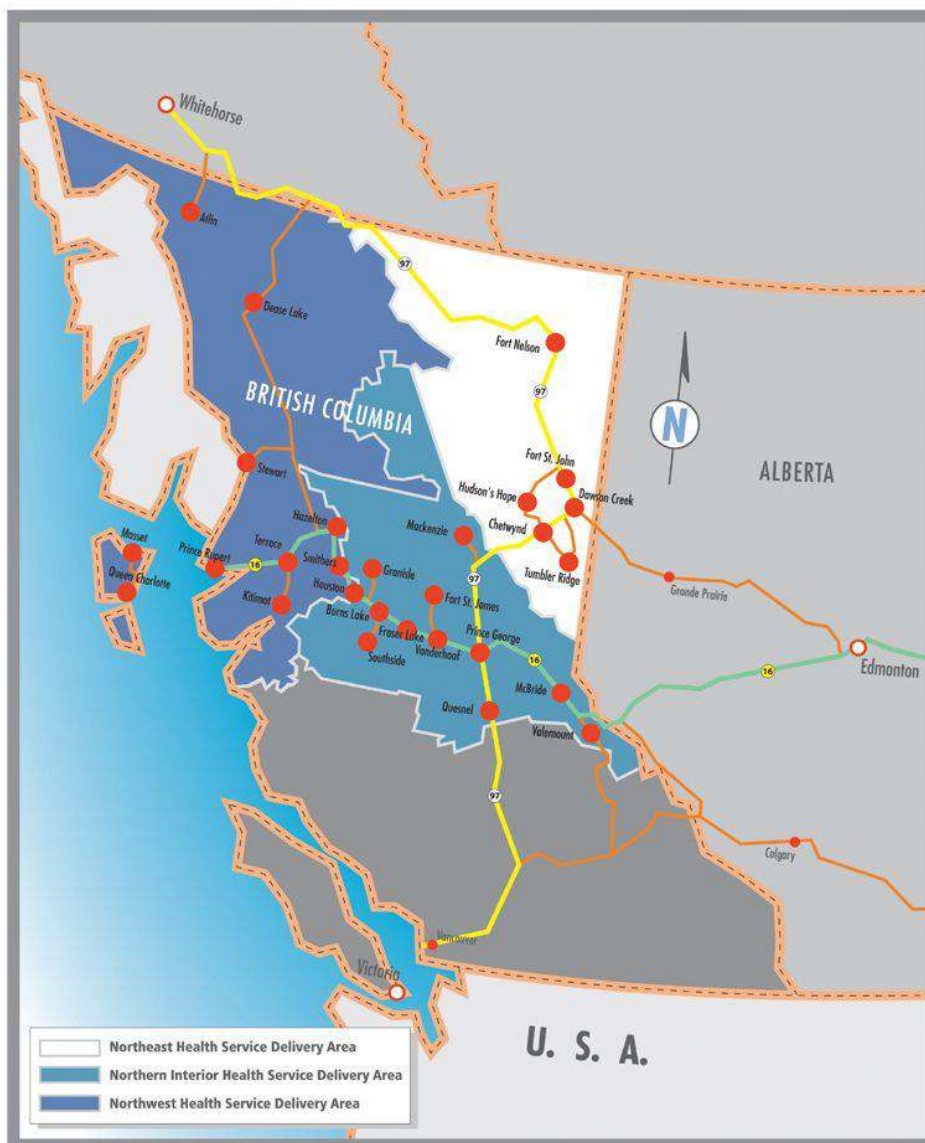 Whitehorse
Atlin
97
Dease Lake
Fort Nelson
97
BRITISH COLUMBIA
N
ALBERTA
Fort St. John
Stewart
Hudson's Hope
Dawson Creek
Hazelton
Mackenzie
Chetwynd
Masset
Prince Rupert
16
Terrace
Smithers
Granisle
97
Tumbler Ridge
Queen Charlotte
Kitimat
Houston
Fort St. James
Grande Prairie
Burns Lake
Fraser Lake
Vanderhoof
Prince George
Southside
16
16
Edmonton
McBride
Quesnel
Valemount
97
Calgary
Vancouver
Victoria
U. S. A.
Northeast Health Service Delivery Area
Northern Interior Health Service Delivery Area
Northwest Health Service Delivery Area